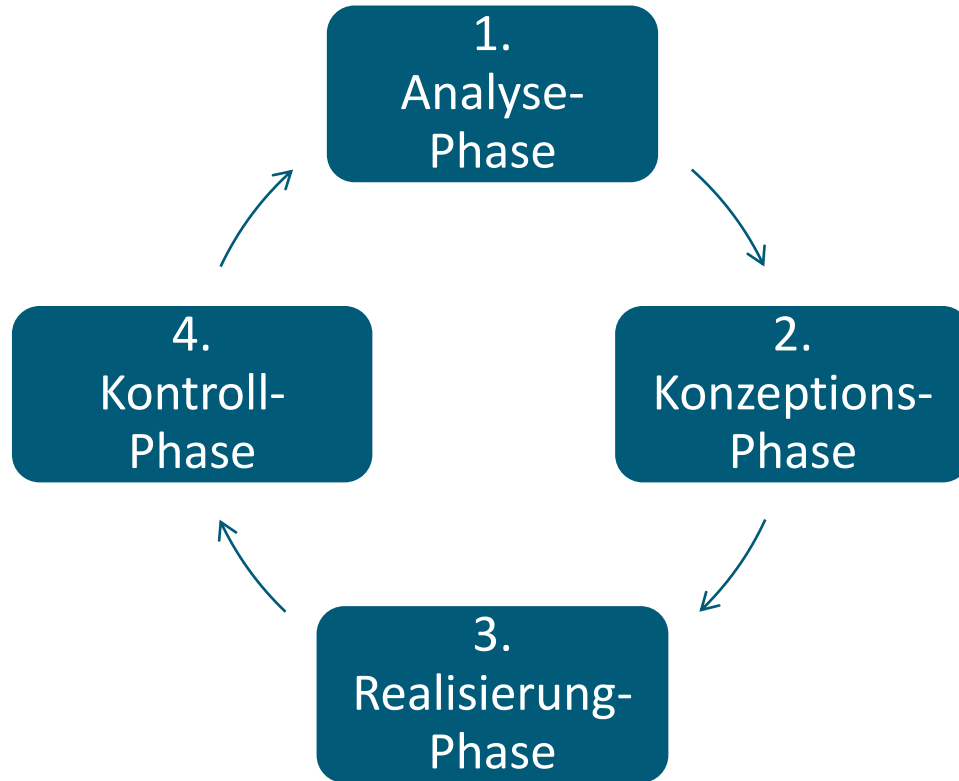 1.
Analyse-
Phase
2.
Konzeptions-
Phase
3.
Realisierung-
Phase
4.
Kontroll-
Phase